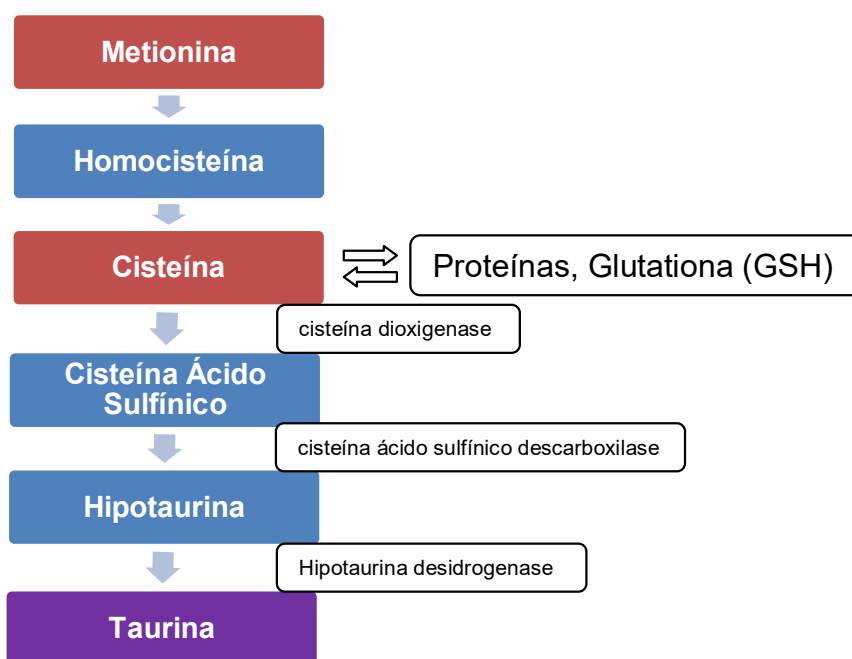 Metionina
Homocisteína
Cisteína
Proteínas, Glutationa (GSH)
cisteína dioxigenase
Cisteína Ácido
Sulfínico
cisteína ácido sulfínico descarboxilase
Hipotaurina
Hipotaurina desidrogenase
Taurina